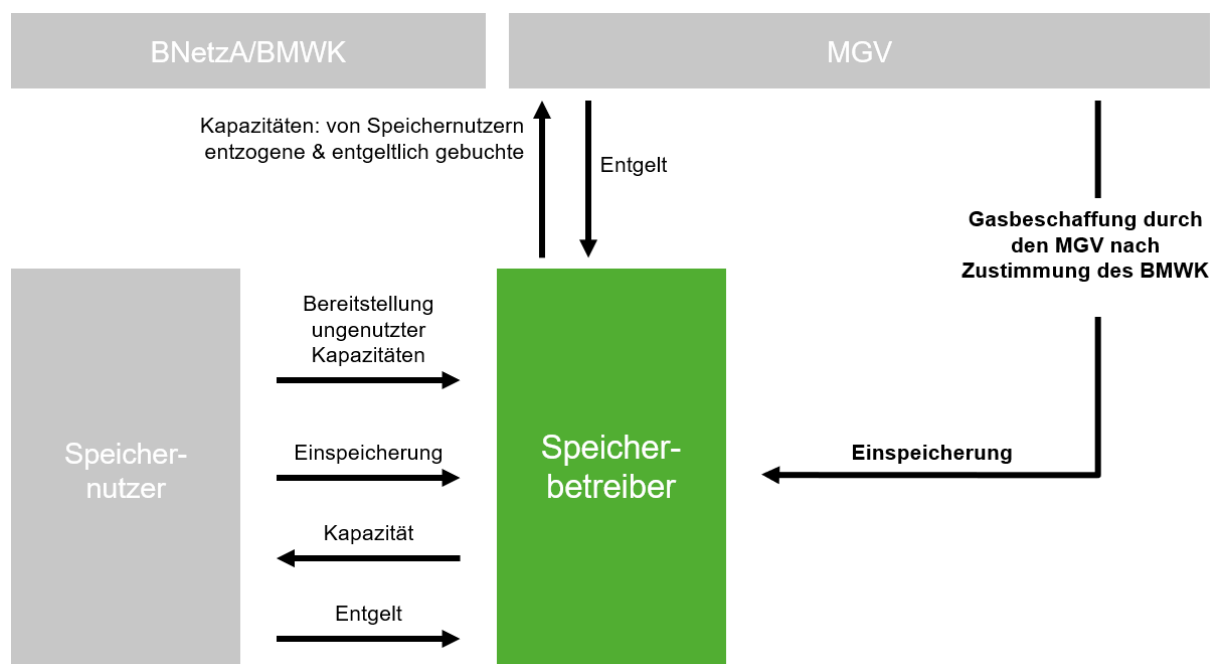 BNetzA/BMWK
MGV
Kapazitäten: von Speichernutzern
entzogene & entgeltlich gebuchte
Entgelt
Gasbeschaffung durch
den MGV nach
Zustimmung des BMWK
Bereitstellung
ungenutzter
Kapazitäten
Speicher-
nutzer
Einspeicherung
Speicher-
betreiber
Einspeicherung
Kapazität
Entgelt